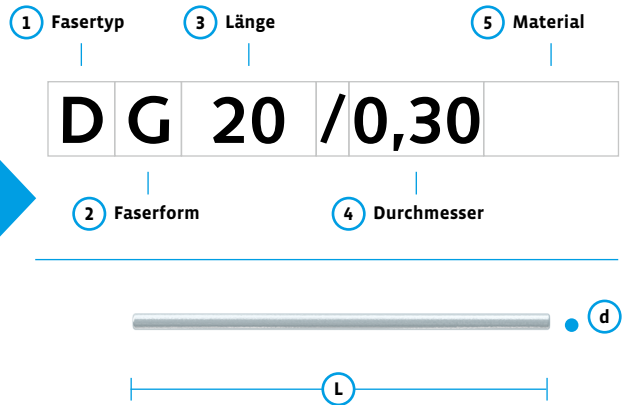 1 Fasertyp 3 Länge 5 Material
D G 20 /0,30
2 Faserform 4 Durchmesser
d
L